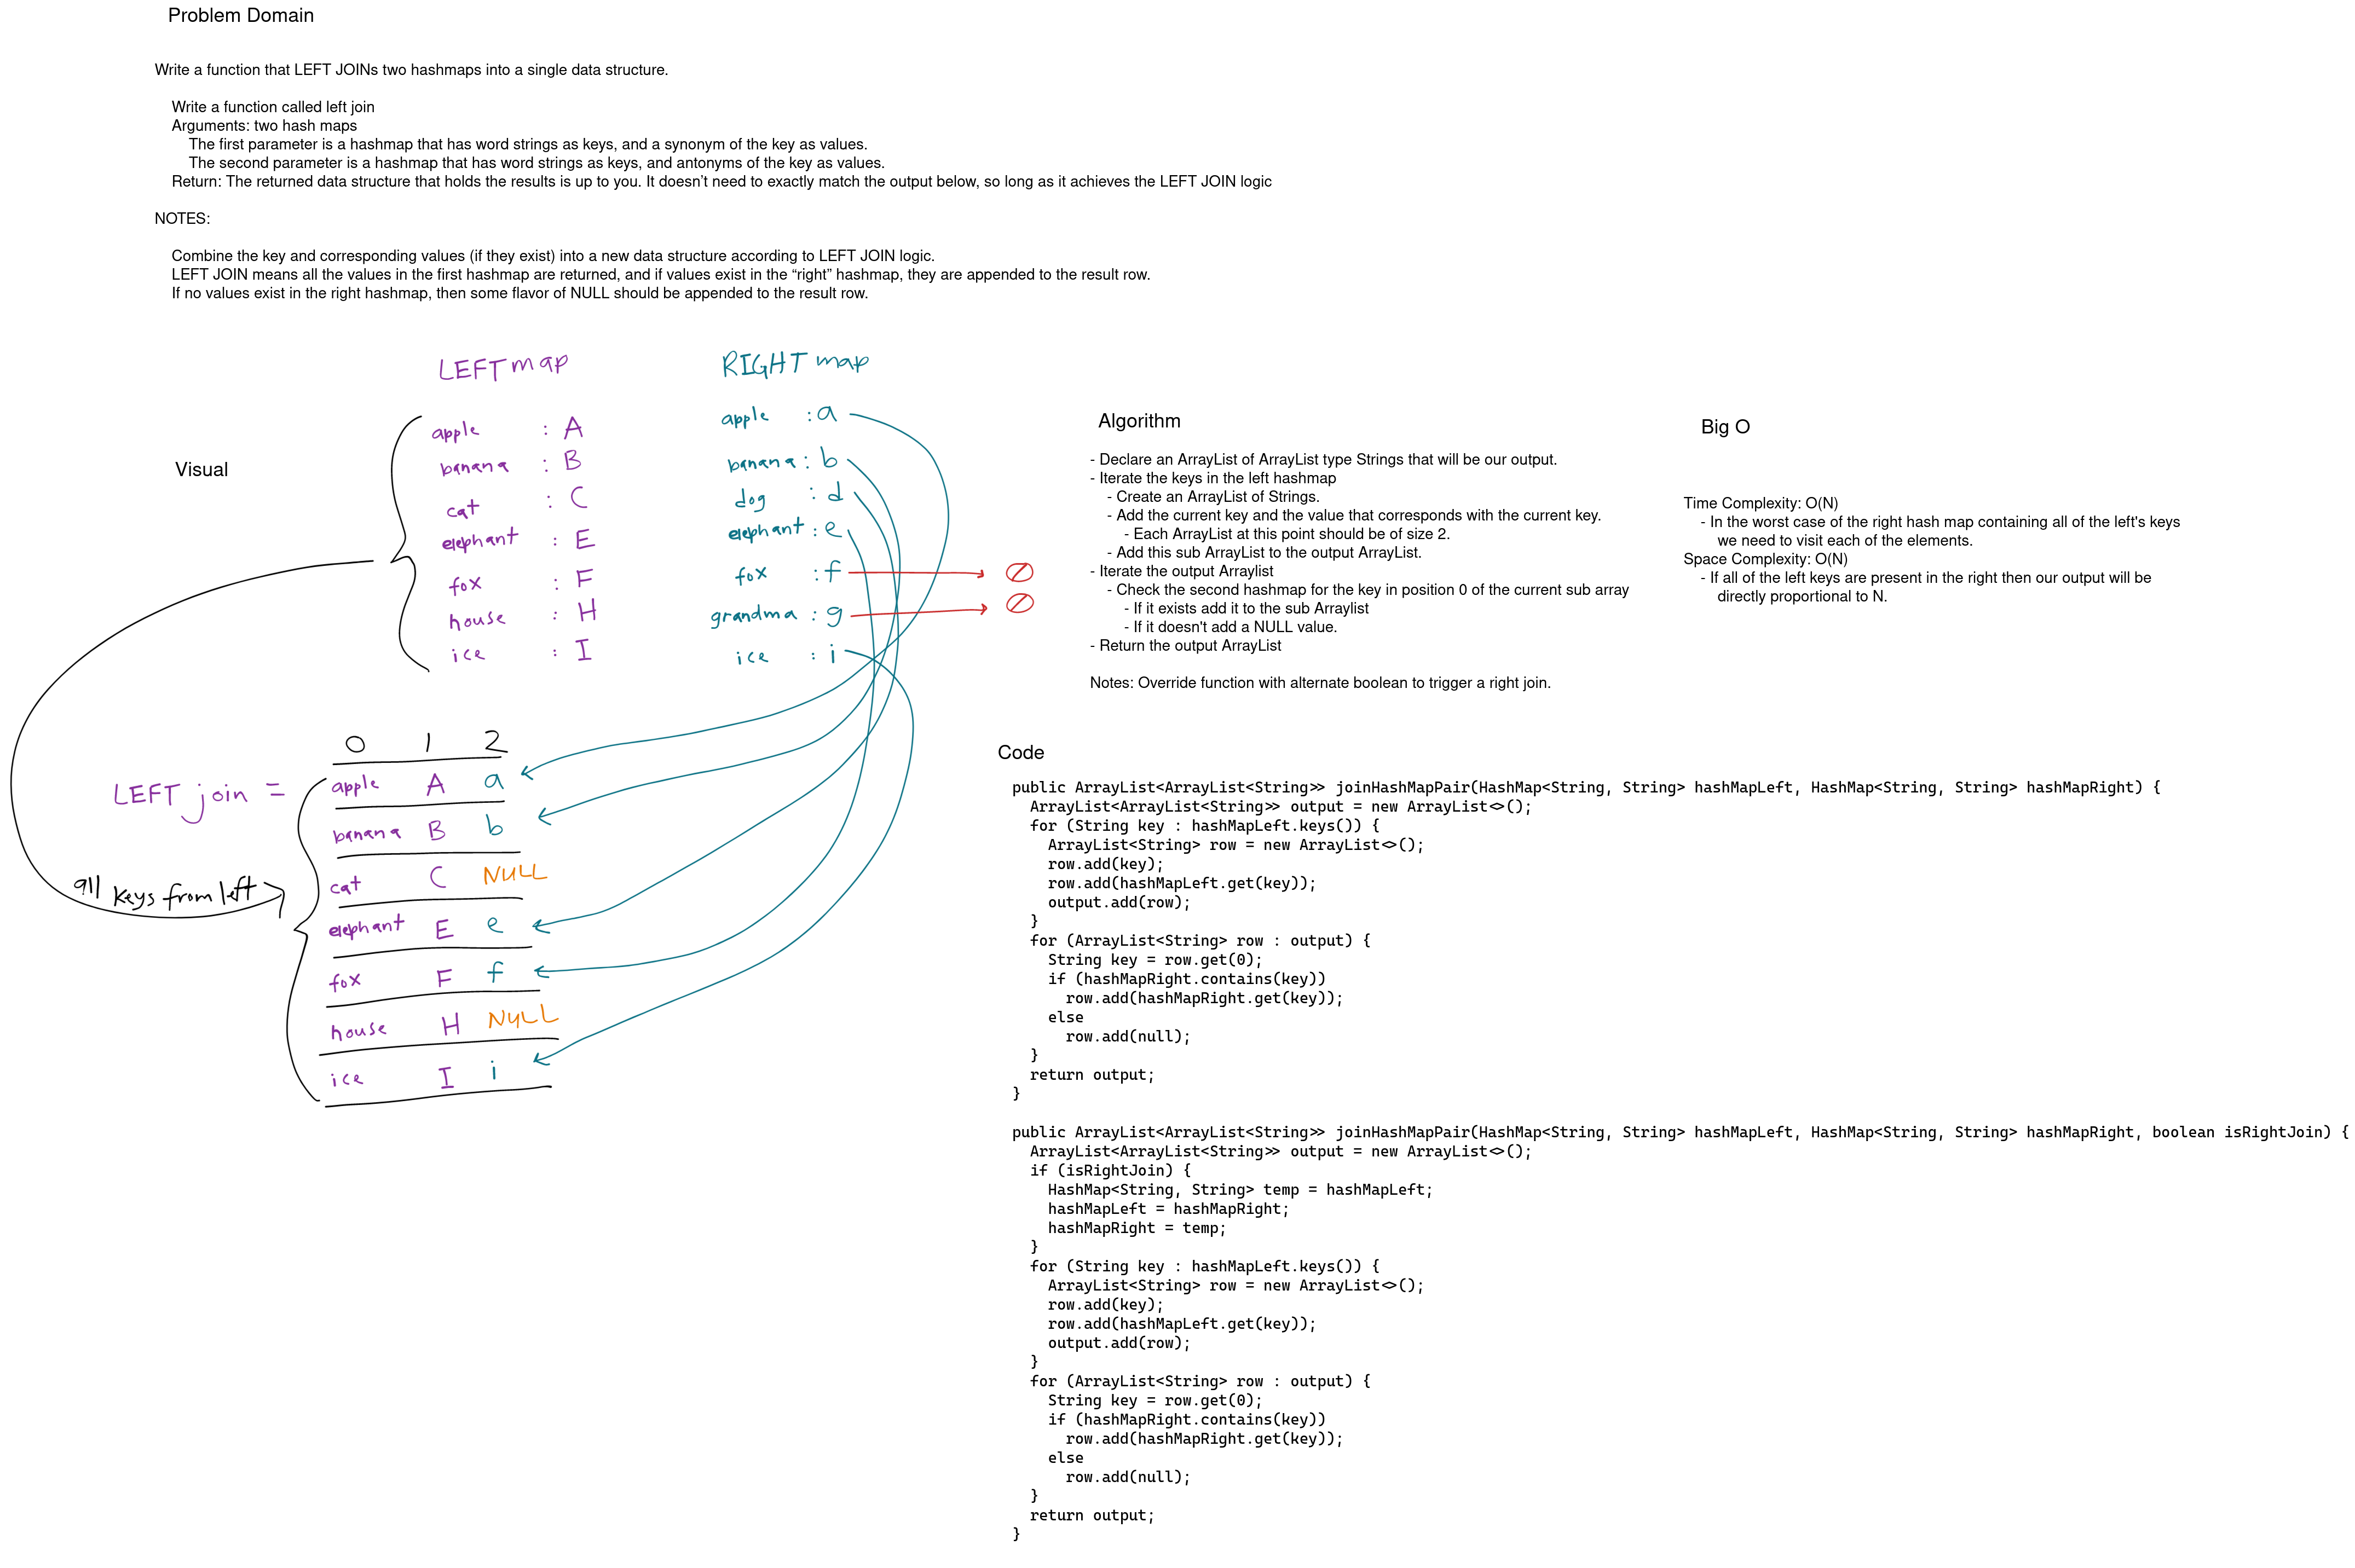 Problem Domain
Write a function that LEFT JOINs two hashmaps into a single data structure.
Write a function called left join
Arguments: two hash maps
The first parameter is a hashmap that has word strings as keys, and a synonym of the key as values.
The second parameter is a hashmap that has word strings as keys, and antonyms of the key as values.
Return: The returned data structure that holds the results is up to you. It doesn’t need to exactly match the output below, so long as it achieves the LEFT JOIN logic
NOTES:
Combine the key and corresponding values (if they exist) into a new data structure according to LEFT JOIN logic.
LEFT JOIN means all the values in the first hashmap are returned, and if values exist in the “right” hashmap, they are appended to the result row.
If no values exist in the right hashmap, then some flavor of NULL should be appended to the result row.
Visual
LEFT map
apple : A
banana : B
cat : C
elephant : E
fox : F
house : H
ice : I
RIGHT map
apple : a
banana : b
dog : d
elephant : e
fox : f
grandma : g
ice : i
LEFT join =
all keys from left
0 1 2
apple A a
banana B b
cat C NULL
elephant E e
fox F f
house H NULL
ice I i
Algorithm
- Declare an ArrayList of ArrayList type Strings that will be our output.
- Iterate the keys in the left hashmap
- Create an ArrayList of Strings.
- Add the current key and the value that corresponds with the current key.
- Each ArrayList at this point should be of size 2.
- Add this sub ArrayList to the output ArrayList.
- Iterate the output Arraylist
- Check the second hashmap for the key in position 0 of the current sub array
- If it exists add it to the sub Arraylist
- If it doesn't add a NULL value.
- Return the output ArrayList
Notes: Override function with alternate boolean to trigger a right join.
Big O
Time Complexity: O(N)
- In the worst case of the right hash map containing all of the left's keys
we need to visit each of the elements.
Space Complexity: O(N)
- If all of the left keys are present in the right then our output will be
directly proportional to N.
Code
public ArrayList<ArrayList<String>> joinHashMapPair(HashMap<String, String> hashMapLeft, HashMap<String, String> hashMapRight) {
ArrayList<ArrayList<String>> output = new ArrayList<>();
for (String key : hashMapLeft.keys()) {
ArrayList<String> row = new ArrayList<>();
row.add(key);
row.add(hashMapLeft.get(key));
output.add(row);
}
for (ArrayList<String> row : output) {
String key = row.get(0);
if (hashMapRight.contains(key))
row.add(hashMapRight.get(key));
else
row.add(null);
}
return output;
}
public ArrayList<ArrayList<String>> joinHashMapPair(HashMap<String, String> hashMapLeft, HashMap<String, String> hashMapRight, boolean isRightJoin) {
ArrayList<ArrayList<String>> output = new ArrayList<>();
if (isRightJoin) {
HashMap<String, String> temp = hashMapLeft;
hashMapLeft = hashMapRight;
hashMapRight = temp;
}
for (String key : hashMapLeft.keys()) {
ArrayList<String> row = new ArrayList<>();
row.add(key);
row.add(hashMapLeft.get(key));
output.add(row);
}
for (ArrayList<String> row : output) {
String key = row.get(0);
if (hashMapRight.contains(key))
row.add(hashMapRight.get(key));
else
row.add(null);
}
return output;
}